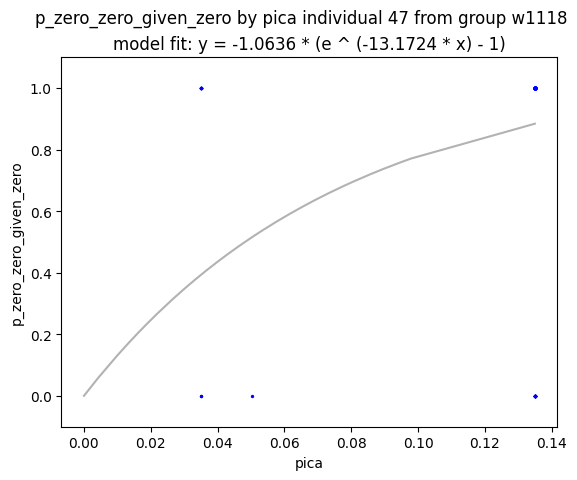 p_zero_zero_given_zero by pica individual 47 from group w1118
model fit: y = -1.0636 * (e ^ (-13.1724 * x) - 1)
1.0
0.8
0.6
0.4
0.2
0.0
p_zero_zero_given_zero
0.00 0.02 0.04 0.06 0.08 0.10 0.12 0.14
pica